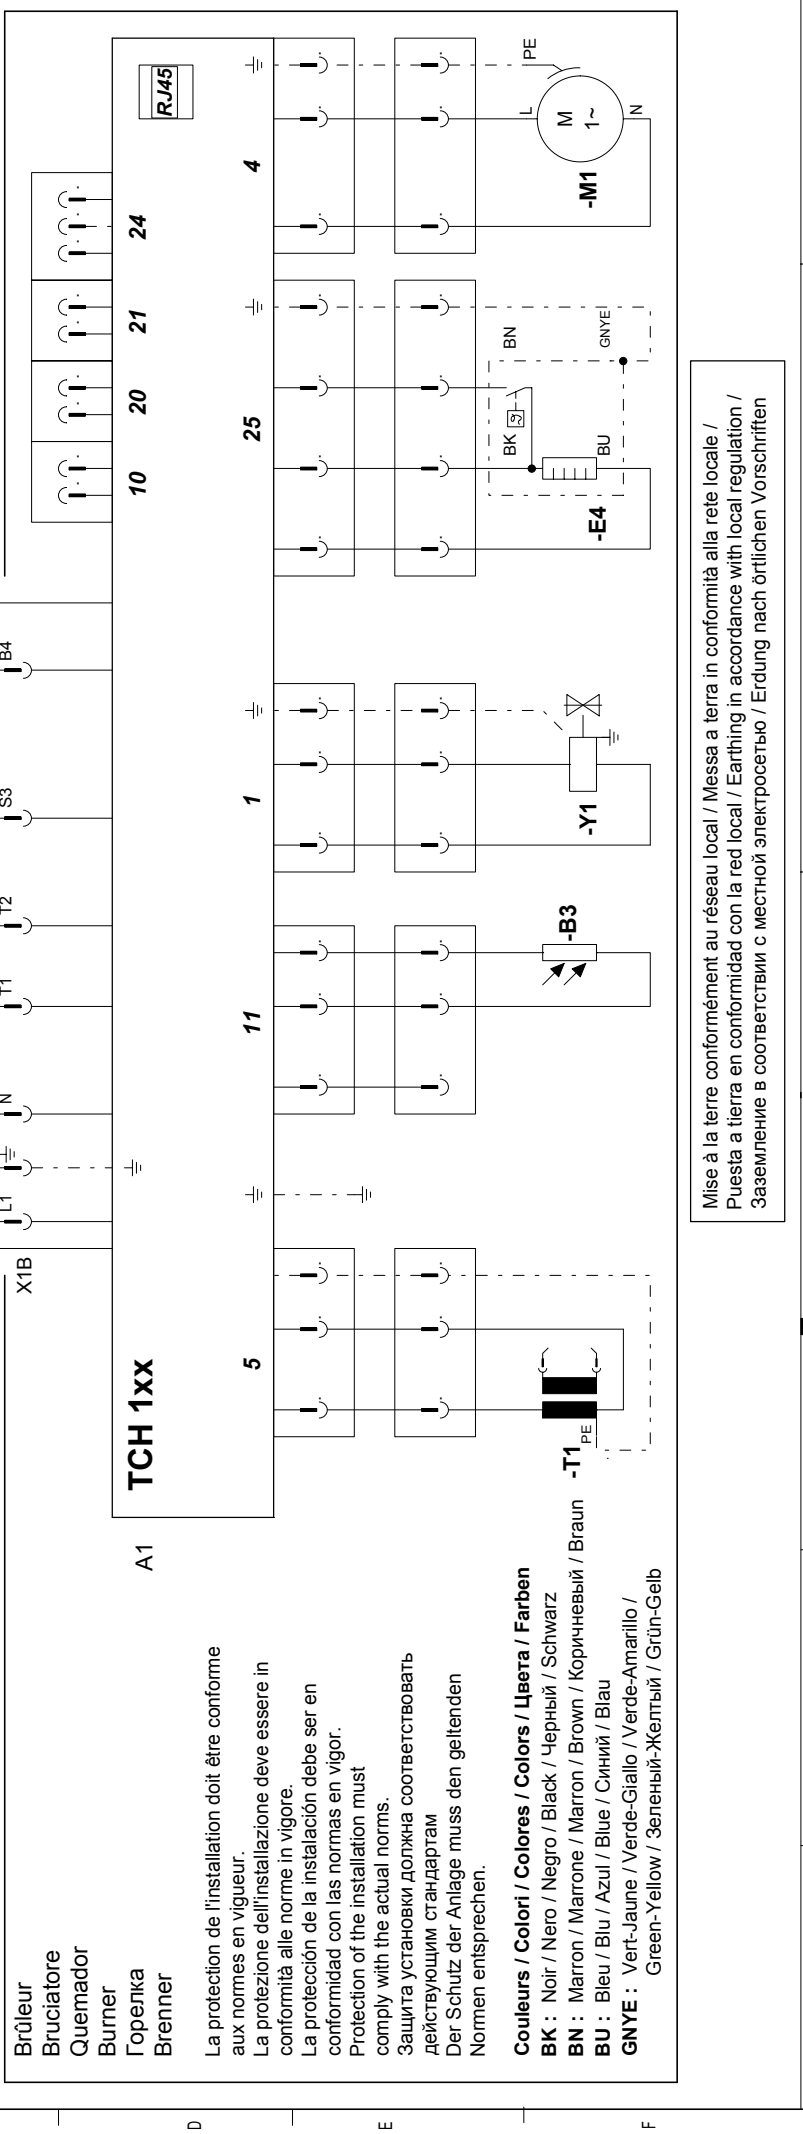 Brûleur
Bruciatore
Quemador
Burner
Горелка
Brenner
La protection de l'installation doit être conforme
aux normes en vigueur.
La protezione dell'installazione deve essere in
conformità alle norme in vigore.
La protección de la instalación debe ser en
conformidad con las normas en vigor.
Protection of the installation must
comply with the actual norms.
Защита установки должна соответствовать
действующим стандартам
Der Schutz der Anlage muss den geltenden
Normen entsprechen.
Couleurs / Colori / Colores / Colors / Цвета / Farben
BK : Noir / Nero / Negro / Black / Черный / Schwarz
BN : Marron / Marrone / Marron / Brown / Коричневый / Braun
BU : Bleu / Blu / Azul / Blue / Синий / Blau
GNYE : Vert-Jaune / Verde-Giallo / Verde-Amarillo /
Green-Yellow / Зеленый-Желтый / Grün-Gelb
X1B
L1
N
T1
T2
S3
B4
A1
TCH 1xx
10
20
21
24
RJ45
5
11
1
25
4
-T1
PE
-B3
-Y1
-E4
BK
BU
BN
GNYE
-M1
M
1~
L
N
PE
Mise à la terre conformément au réseau local / Messa a terra in conformità alla rete locale /
Puesta a tierra en conformidad con la red local / Earthing in accordance with local regulation /
Заземление в соответствии с местной электросетью / Erdung nach örtlichen Vorschriften
D
E
F